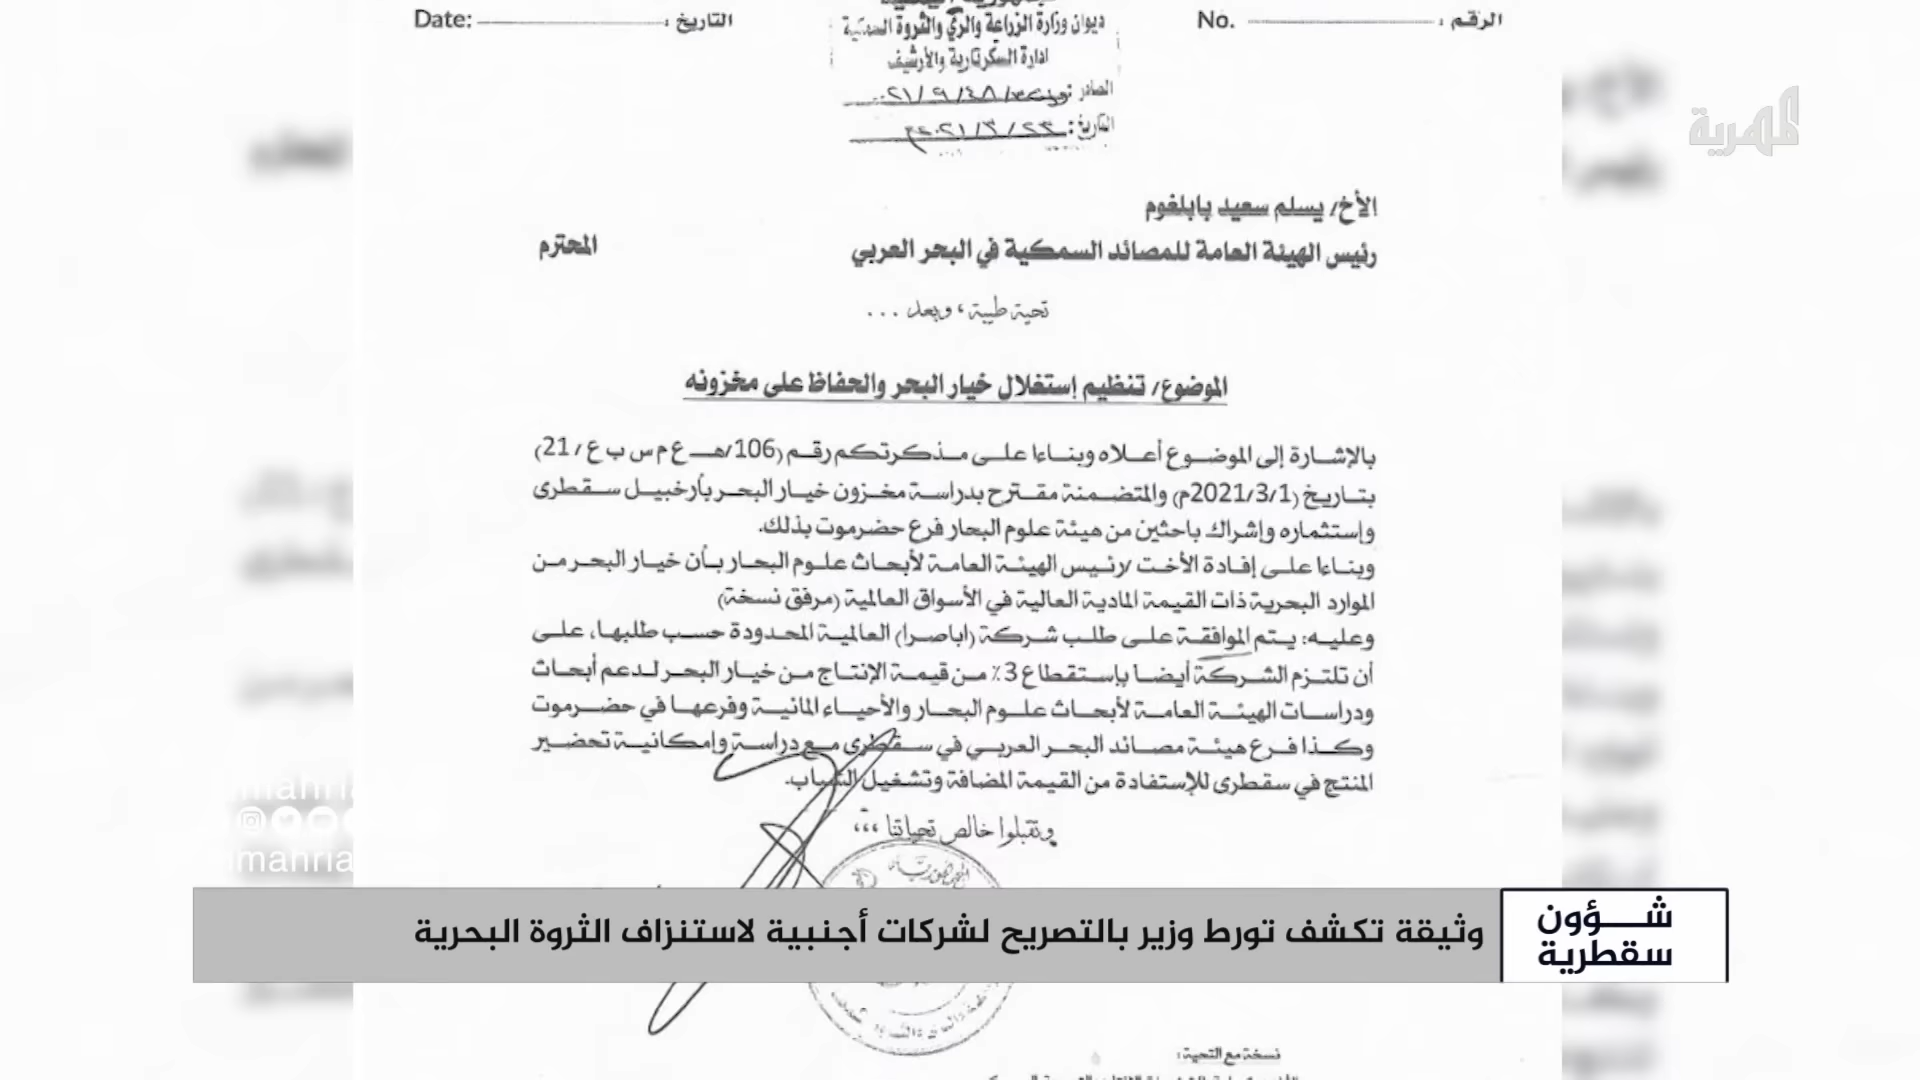 الرقم : No.
التاريخ : Date:
ديوان وزارة الزراعة والري والثروة السمكية
ادارة السكرتارية والأرشيف
الصادر
التاريخ:
المهرية
الأخ/ يسلم سعيد بابلغوم
رئيس الهيئة العامة للمصائد السمكية في البحر العربي المحترم
تحية طيبة ، وبعد ...
الموضوع/ تنظيم إستغلال خيار البحر والحفاظ على مخزونه
بالإشارة إلى الموضوع أعلاه وبناءا على مذكرتكم رقم (106/هـ ع م س ب ع /21)
بتاريخ (2021/3/1م) والمتضمنة مقترح بدراسة مخزون خيار البحر بأرخبيل سقطرى
وإستثماره وإشراك باحثين من هيئة علوم البحار فرع حضرموت بذلك.
وبناءا على إفادة الأخت /رئيس الهيئة العامة لأبحاث علوم البحار بأن خيار البحر من
الموارد البحرية ذات القيمة المادية العالية في الأسواق العالمية (مرفق نسخة)
وعليه: يتم الموافقة على طلب شركة (اباصرا) العالمية المحدودة حسب طلبها، على
أن تلتزم الشركة أيضا بإستقطاع 3٪ من قيمة الإنتاج من خيار البحر لدعم أبحاث
ودراسات الهيئة العامة لأبحاث علوم البحار والأحياء المائية وفرعها في حضرموت
وكذا فرع هيئة مصائد البحر العربي في سقطرى مع دراسة وإمكانية تحضير
المنتج في سقطرى للإستفادة من القيمة المضافة وتشغيل الشباب.
وتقبلوا خالص تحياتنا ،،،
شؤون
سقطرية
وثيقة تكشف تورط وزير بالتصريح لشركات أجنبية لاستنزاف الثروة البحرية
نسخة مع التحية :